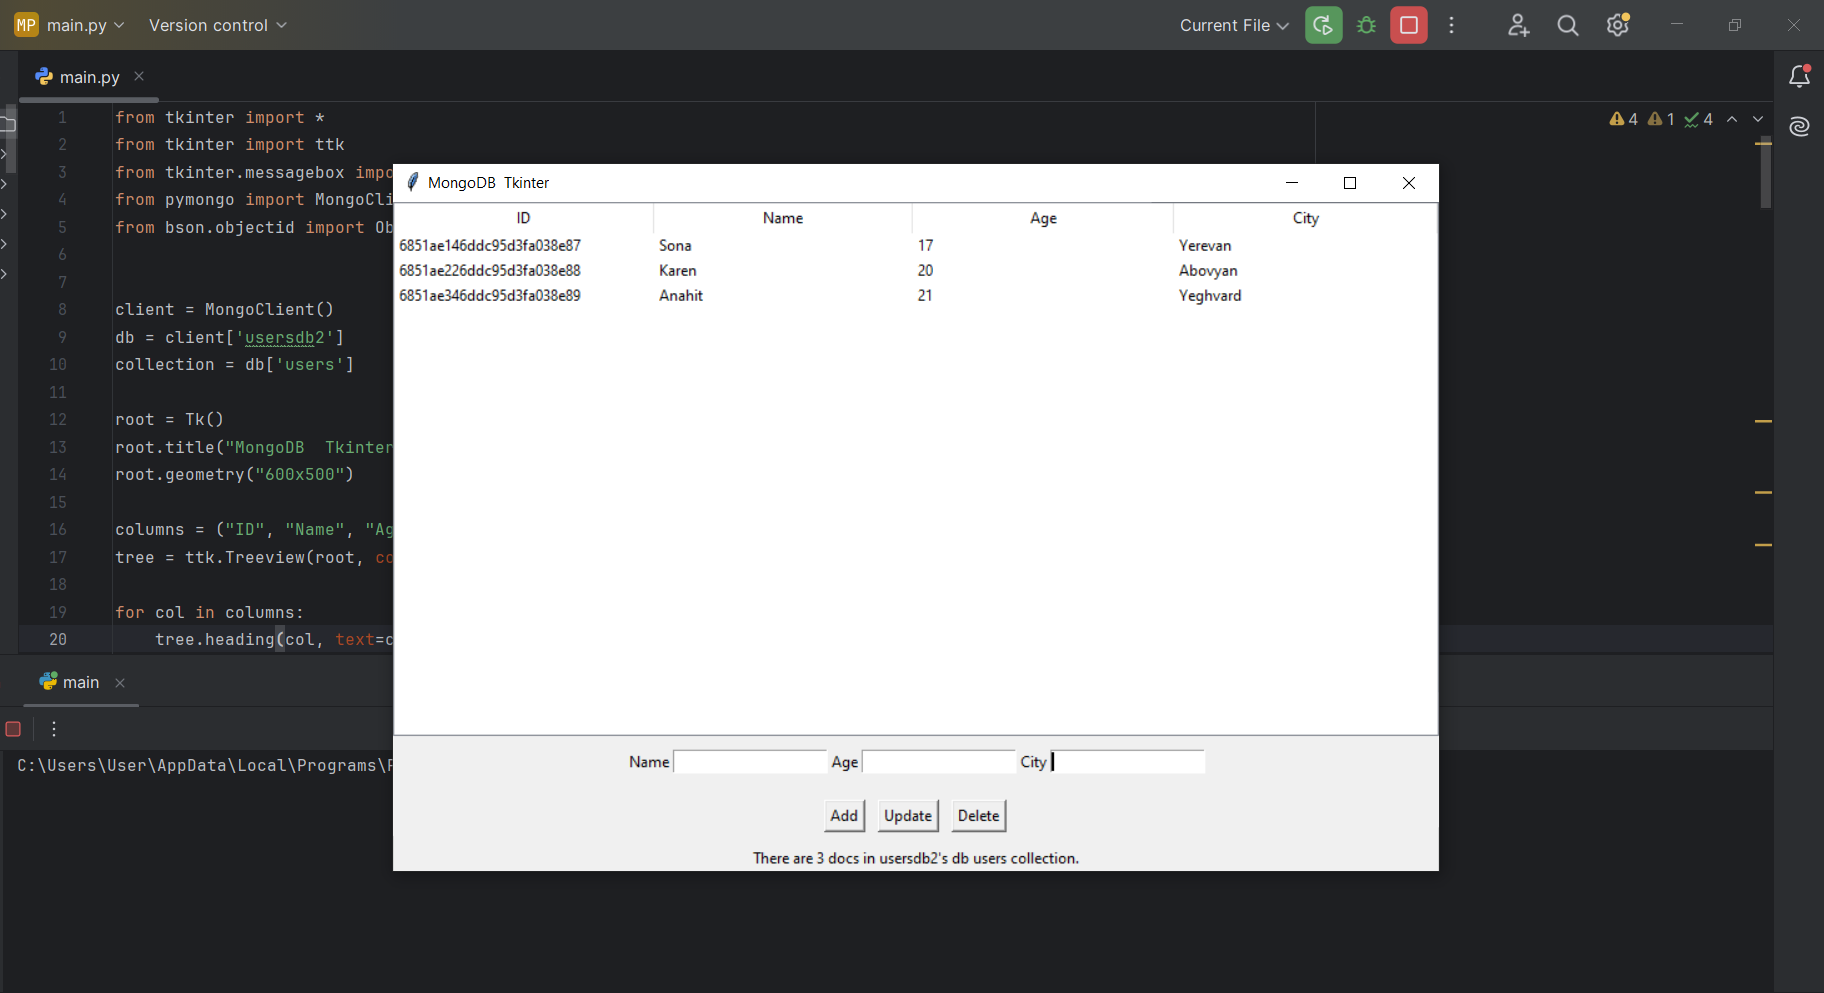 MP main.py Version control Current File
main.py
4 1 4
1 from tkinter import *
2 from tkinter import ttk
3 from tkinter.messagebox impo
4 from pymongo import MongoCli
5 from bson.objectid import Ob
6
7
8 client = MongoClient()
9 db = client['usersdb2']
10 collection = db['users']
11
12 root = Tk()
13 root.title("MongoDB  Tkinter
14 root.geometry("600x500")
15
16 columns = ("ID", "Name", "Ag
17 tree = ttk.Treeview(root, co
18
19 for col in columns:
20 tree.heading(col, text=c
MongoDB  Tkinter
ID Name Age City
6851ae146ddc95d3fa038e87 Sona 17 Yerevan
6851ae226ddc95d3fa038e88 Karen 20 Abovyan
6851ae346ddc95d3fa038e89 Anahit 21 Yeghvard
Name Age City
Add Update Delete
There are 3 docs in usersdb2's db users collection.
main
C:\Users\User\AppData\Local\Programs\